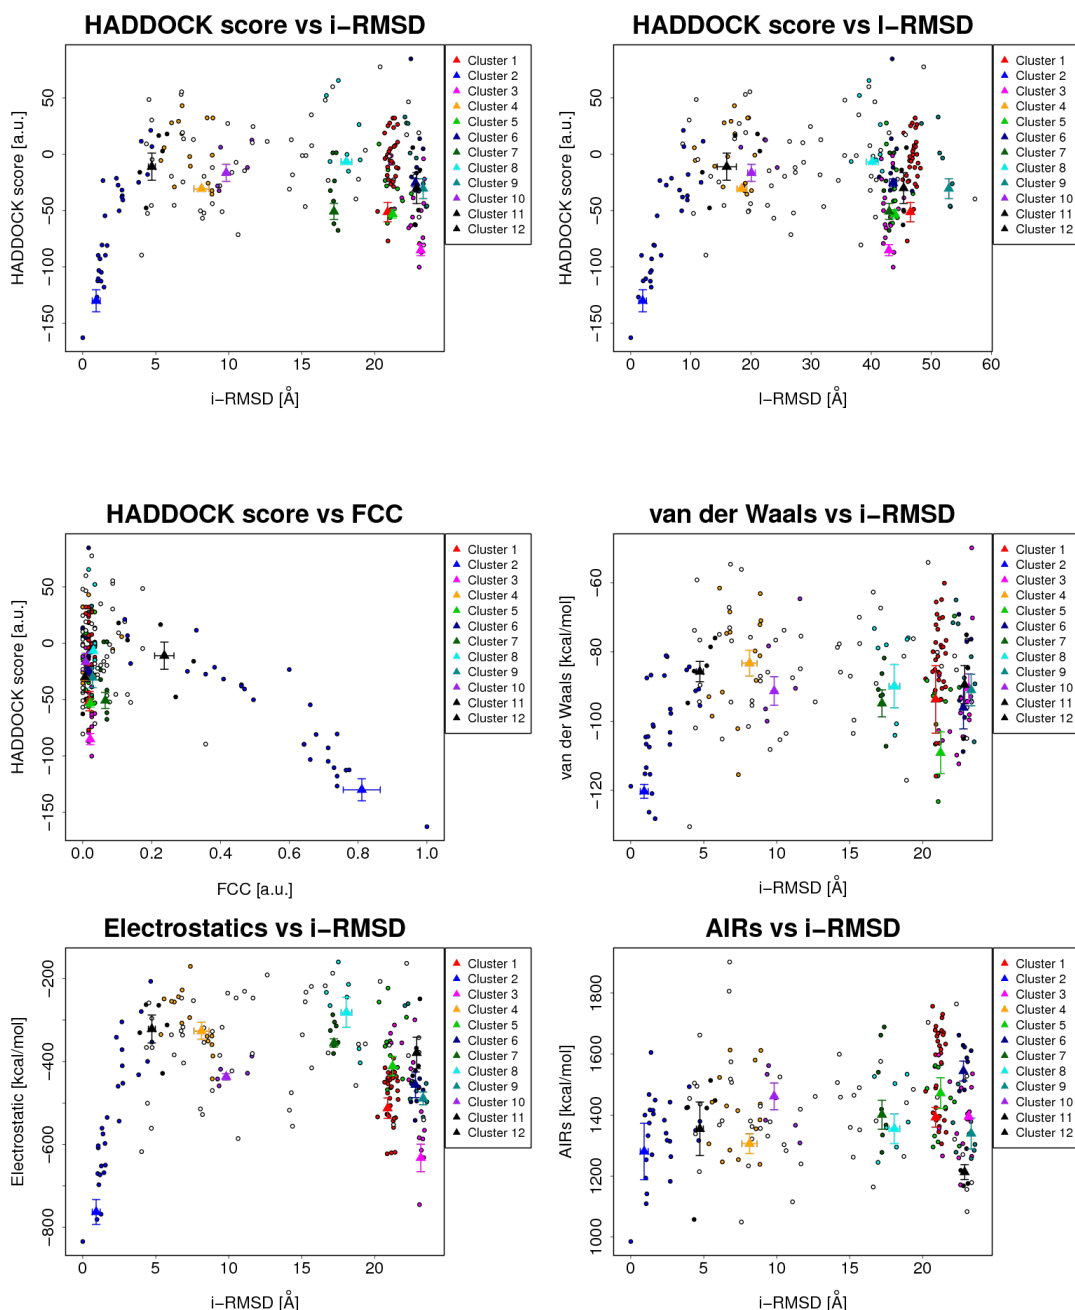 HADDOCK score vs i−RMSD
HADDOCK score [a.u.]
50
0
−50
−100
−150
0 5 10 15 20
i−RMSD [Å]
Cluster 1
Cluster 2
Cluster 3
Cluster 4
Cluster 5
Cluster 6
Cluster 7
Cluster 8
Cluster 9
Cluster 10
Cluster 11
Cluster 12
HADDOCK score vs l−RMSD
HADDOCK score [a.u.]
50
0
−50
−100
−150
0 10 20 30 40 50 60
l−RMSD [Å]
Cluster 1
Cluster 2
Cluster 3
Cluster 4
Cluster 5
Cluster 6
Cluster 7
Cluster 8
Cluster 9
Cluster 10
Cluster 11
Cluster 12
HADDOCK score vs FCC
HADDOCK score [a.u.]
50
0
−50
−100
−150
0.0 0.2 0.4 0.6 0.8 1.0
FCC [a.u.]
Cluster 1
Cluster 2
Cluster 3
Cluster 4
Cluster 5
Cluster 6
Cluster 7
Cluster 8
Cluster 9
Cluster 10
Cluster 11
Cluster 12
van der Waals vs i−RMSD
van der Waals [kcal/mol]
−60
−80
−100
−120
0 5 10 15 20
i−RMSD [Å]
Cluster 1
Cluster 2
Cluster 3
Cluster 4
Cluster 5
Cluster 6
Cluster 7
Cluster 8
Cluster 9
Cluster 10
Cluster 11
Cluster 12
Electrostatics vs i−RMSD
Electrostatic [kcal/mol]
−200
−400
−600
−800
0 5 10 15 20
i−RMSD [Å]
Cluster 1
Cluster 2
Cluster 3
Cluster 4
Cluster 5
Cluster 6
Cluster 7
Cluster 8
Cluster 9
Cluster 10
Cluster 11
Cluster 12
AIRs vs i−RMSD
AIRs [kcal/mol]
1800
1600
1400
1200
1000
0 5 10 15 20
i−RMSD [Å]
Cluster 1
Cluster 2
Cluster 3
Cluster 4
Cluster 5
Cluster 6
Cluster 7
Cluster 8
Cluster 9
Cluster 10
Cluster 11
Cluster 12